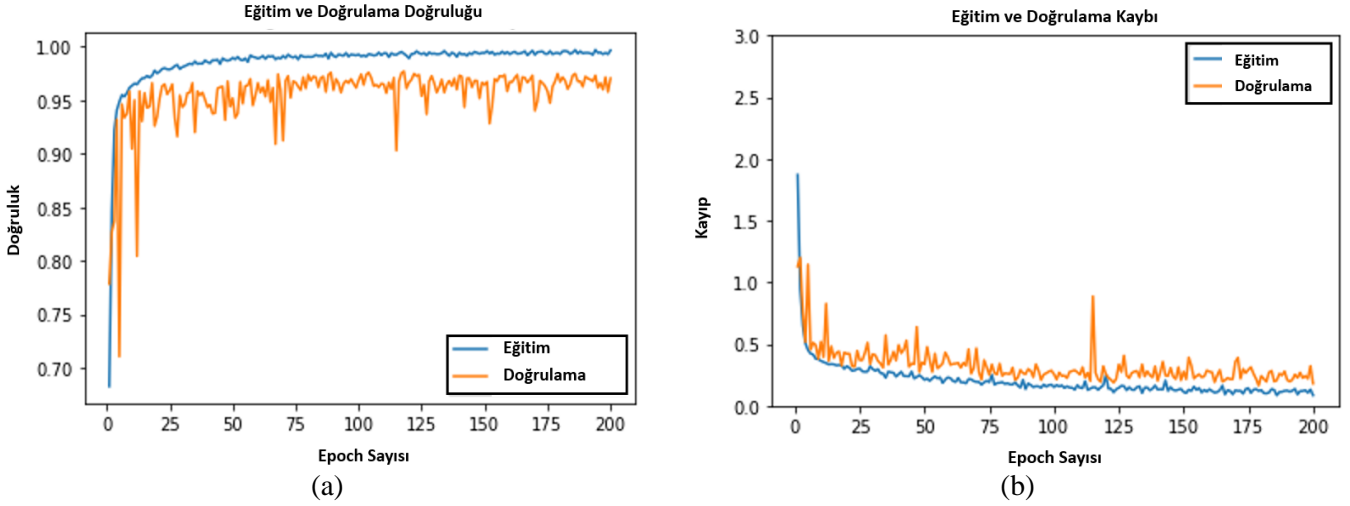 Eğitim ve Doğrulama Doğruluğu
1.00
0.95
0.90
0.85
0.80
0.75
0.70
Doğruluk
Eğitim
Doğrulama
0 25 50 75 100 125 150 175 200
Epoch Sayısı
(a)
Eğitim ve Doğrulama Kaybı
3.0
2.5
2.0
1.5
1.0
0.5
0.0
Kayıp
Eğitim
Doğrulama
0 25 50 75 100 125 150 175 200
Epoch Sayısı
(b)